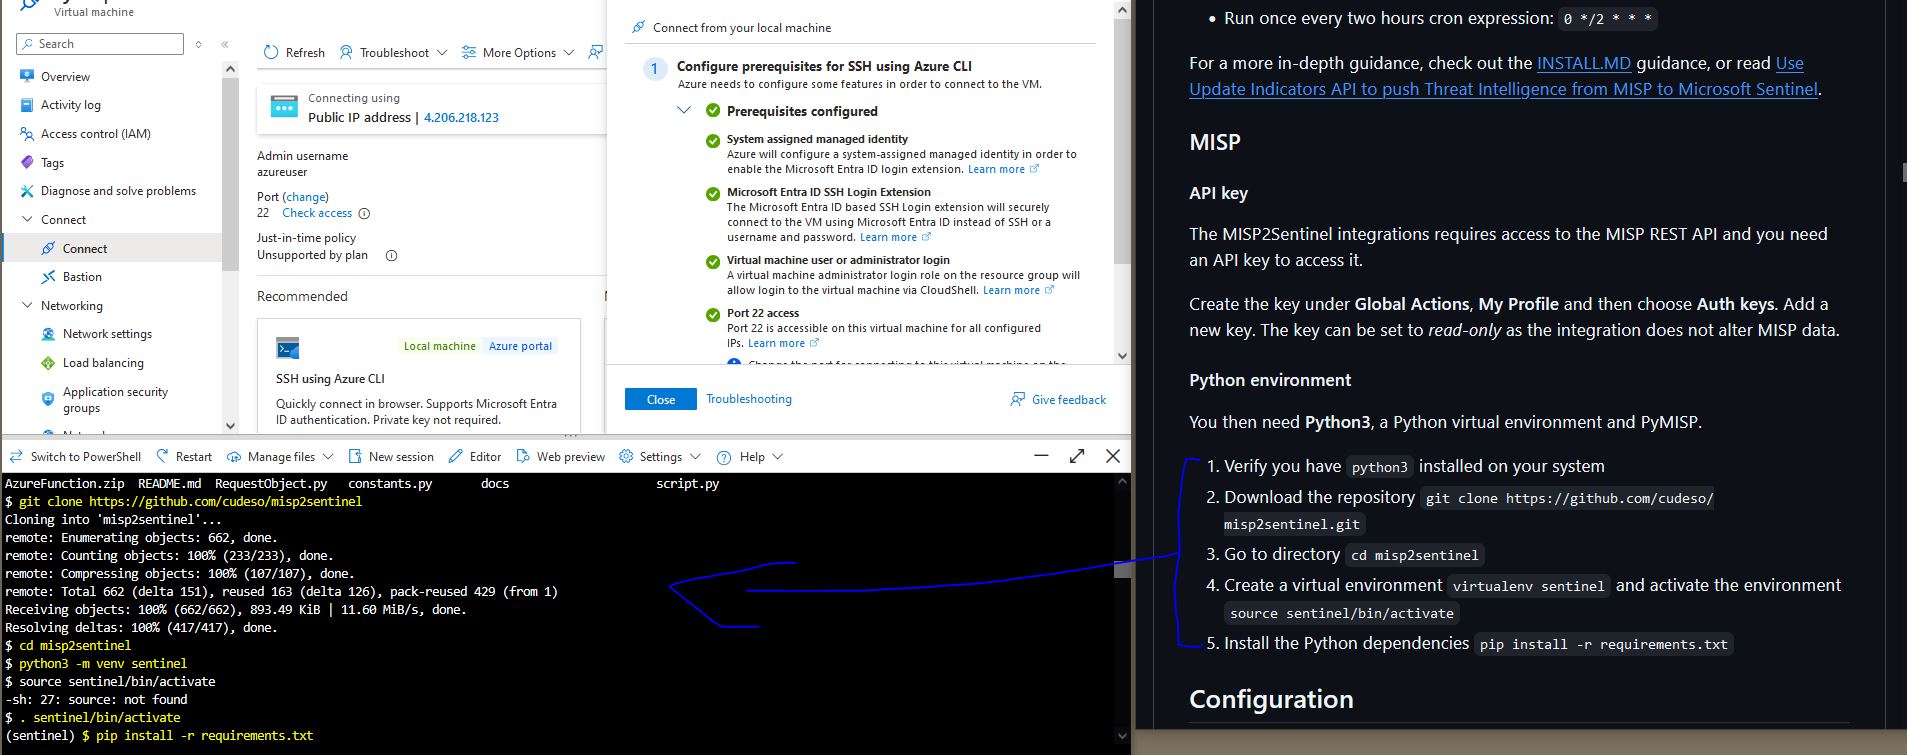 Virtual machine
Search
Overview
Activity log
Access control (IAM)
Tags
Diagnose and solve problems
Connect
Connect
Bastion
Networking
Network settings
Load balancing
Application security
groups
Refresh
Troubleshoot
More Options
Connecting using
Public IP address | 4.206.218.123
Admin username
azureuser
Port (change)
22 Check access
Just-in-time policy
Unsupported by plan
Recommended
Local machine Azure portal
SSH using Azure CLI
Quickly connect in browser. Supports Microsoft Entra
ID authentication. Private key not required.
Connect from your local machine
1 Configure prerequisites for SSH using Azure CLI
Azure needs to configure some features in order to connect to the VM.
Prerequisites configured
System assigned managed identity
Azure will configure a system-assigned managed identity in order to
enable the Microsoft Entra ID login extension. Learn more
Microsoft Entra ID SSH Login Extension
The Microsoft Entra ID based SSH Login extension will securely
connect to the VM using Microsoft Entra ID instead of SSH or a
username and password. Learn more
Virtual machine user or administrator login
A virtual machine administrator login role on the resource group will
allow login to the virtual machine via CloudShell. Learn more
Port 22 access
Port 22 is accessible on this virtual machine for all configured
IPs. Learn more
Close Troubleshooting Give feedback
Switch to PowerShell Restart Manage files New session Editor Web preview Settings Help
AzureFunction.zip README.md RequestObject.py constants.py docs script.py
$ git clone https://github.com/cudeso/misp2sentinel
Cloning into 'misp2sentinel'...
remote: Enumerating objects: 662, done.
remote: Counting objects: 100% (233/233), done.
remote: Compressing objects: 100% (107/107), done.
remote: Total 662 (delta 151), reused 163 (delta 126), pack-reused 429 (from 1)
Receiving objects: 100% (662/662), 893.49 KiB | 11.60 MiB/s, done.
Resolving deltas: 100% (417/417), done.
$ cd misp2sentinel
$ python3 -m venv sentinel
$ source sentinel/bin/activate
-sh: 27: source: not found
$ . sentinel/bin/activate
(sentinel) $ pip install -r requirements.txt
• Run once every two hours cron expression: 0 */2 * * *
For a more in-depth guidance, check out the INSTALL.MD guidance, or read Use
Update Indicators API to push Threat Intelligence from MISP to Microsoft Sentinel.
MISP
API key
The MISP2Sentinel integrations requires access to the MISP REST API and you need
an API key to access it.
Create the key under Global Actions, My Profile and then choose Auth keys. Add a
new key. The key can be set to read-only as the integration does not alter MISP data.
Python environment
You then need Python3, a Python virtual environment and PyMISP.
1. Verify you have python3 installed on your system
2. Download the repository git clone https://github.com/cudeso/
misp2sentinel.git
3. Go to directory cd misp2sentinel
4. Create a virtual environment virtualenv sentinel and activate the environment
source sentinel/bin/activate
5. Install the Python dependencies pip install -r requirements.txt
Configuration